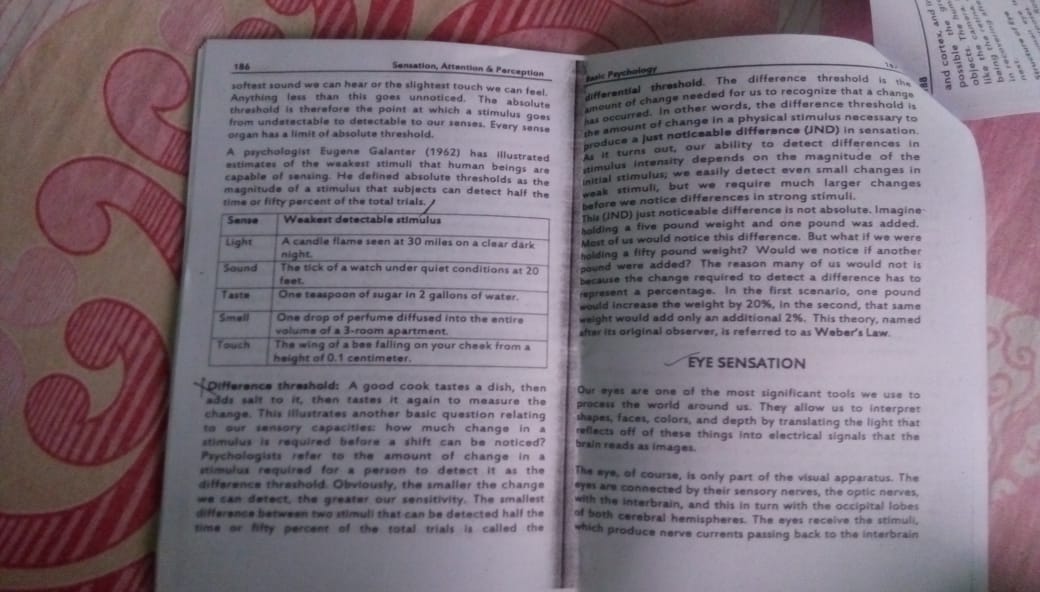 186
Sensation, Attention & Perception
softest sound we can hear or the slightest touch we can feel.
Anything less than this goes unnoticed. The absolute
threshold is therefore the point at which a stimulus goes
from undetectable to detectable to our senses. Every sense
organ has a limit of absolute threshold.
A psychologist Eugene Galanter (1962) has illustrated
estimates of the weakest stimuli that human beings are
capable of sensing. He defined absolute thresholds as the
magnitude of a stimulus that subjects can detect half the
time or fifty percent of the total trials.
Sense Weakest detectable stimulus
Light A candle flame seen at 30 miles on a clear dark
night.
Sound The tick of a watch under quiet conditions at 20
feet.
Taste One teaspoon of sugar in 2 gallons of water.
Smell One drop of perfume diffused into the entire
volume of a 3-room apartment.
Touch The wing of a bee falling on your cheek from a
height of 0.1 centimeter.
Difference threshold: A good cook tastes a dish, then
adds salt to it, then tastes it again to measure the
change. This illustrates another basic question relating
to our sensory capacities: how much change in a
stimulus is required before a shift can be noticed?
Psychologists refer to the amount of change in a
stimulus required for a person to detect it as the
difference threshold. Obviously, the smaller the change
we can detect, the greater our sensitivity. The smallest
difference between two stimuli that can be detected half the
time or fifty percent of the total trials is called the
Basic Psychology
differential threshold. The difference threshold is the
amount of change needed for us to recognize that a change
has occurred. In other words, the difference threshold is
the amount of change in a physical stimulus necessary to
produce a just noticeable difference (JND) in sensation.
As it turns out, our ability to detect differences in
stimulus intensity depends on the magnitude of the
initial stimulus; we easily detect even small changes in
weak stimuli, but we require much larger changes
before we notice differences in strong stimuli.
This (JND) just noticeable difference is not absolute. Imagine
holding a five pound weight and one pound was added.
Most of us would notice this difference. But what if we were
holding a fifty pound weight? Would we notice if another
pound were added? The reason many of us would not is
because the change required to detect a difference has to
represent a percentage. In the first scenario, one pound
would increase the weight by 20%, in the second, that same
weight would add only an additional 2%. This theory, named
after its original observer, is referred to as Weber's Law.
EYE SENSATION
Our eyes are one of the most significant tools we use to
process the world around us. They allow us to interpret
shapes, faces, colors, and depth by translating the light that
reflects off of these things into electrical signals that the
brain reads as images.
The eye, of course, is only part of the visual apparatus. The
eyes are connected by their sensory nerves, the optic nerves,
with the interbrain, and this in turn with the occipital lobes
of both cerebral hemispheres. The eyes receive the stimuli,
which produce nerve currents passing back to the interbrain
and cortex, and
possible. The
objects. camera